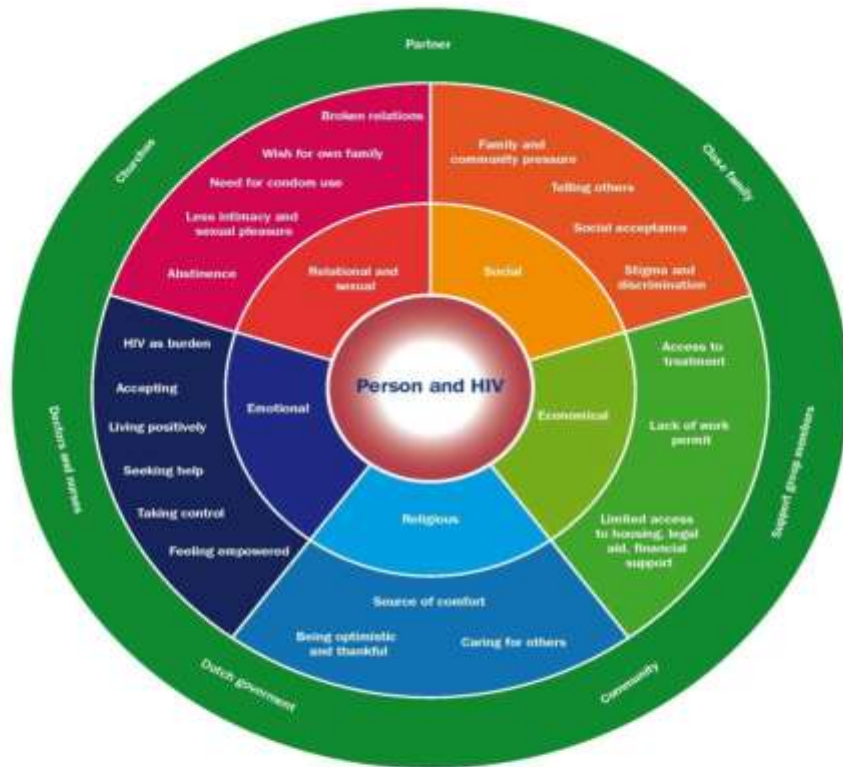 Partner
Churches
Close family
Doctors and nurses
Support group members
Dutch goverment
Community
Broken relations
Wish for own family
Need for condom use
Less intimacy and
sexual pleasure
Abstinence
Relational and
sexual
Family and
community pressure
Telling others
Social acceptance
Stigma and
discrimination
Social
HIV as burden
Accepting
Living positively
Seeking help
Taking control
Feeling empowered
Emotional
Person and HIV
Economical
Access to
treatment
Lack of work
permit
Limited access
to housing, legal
aid, financial
support
Religious
Source of comfort
Being optimistic
and thankful
Caring for others